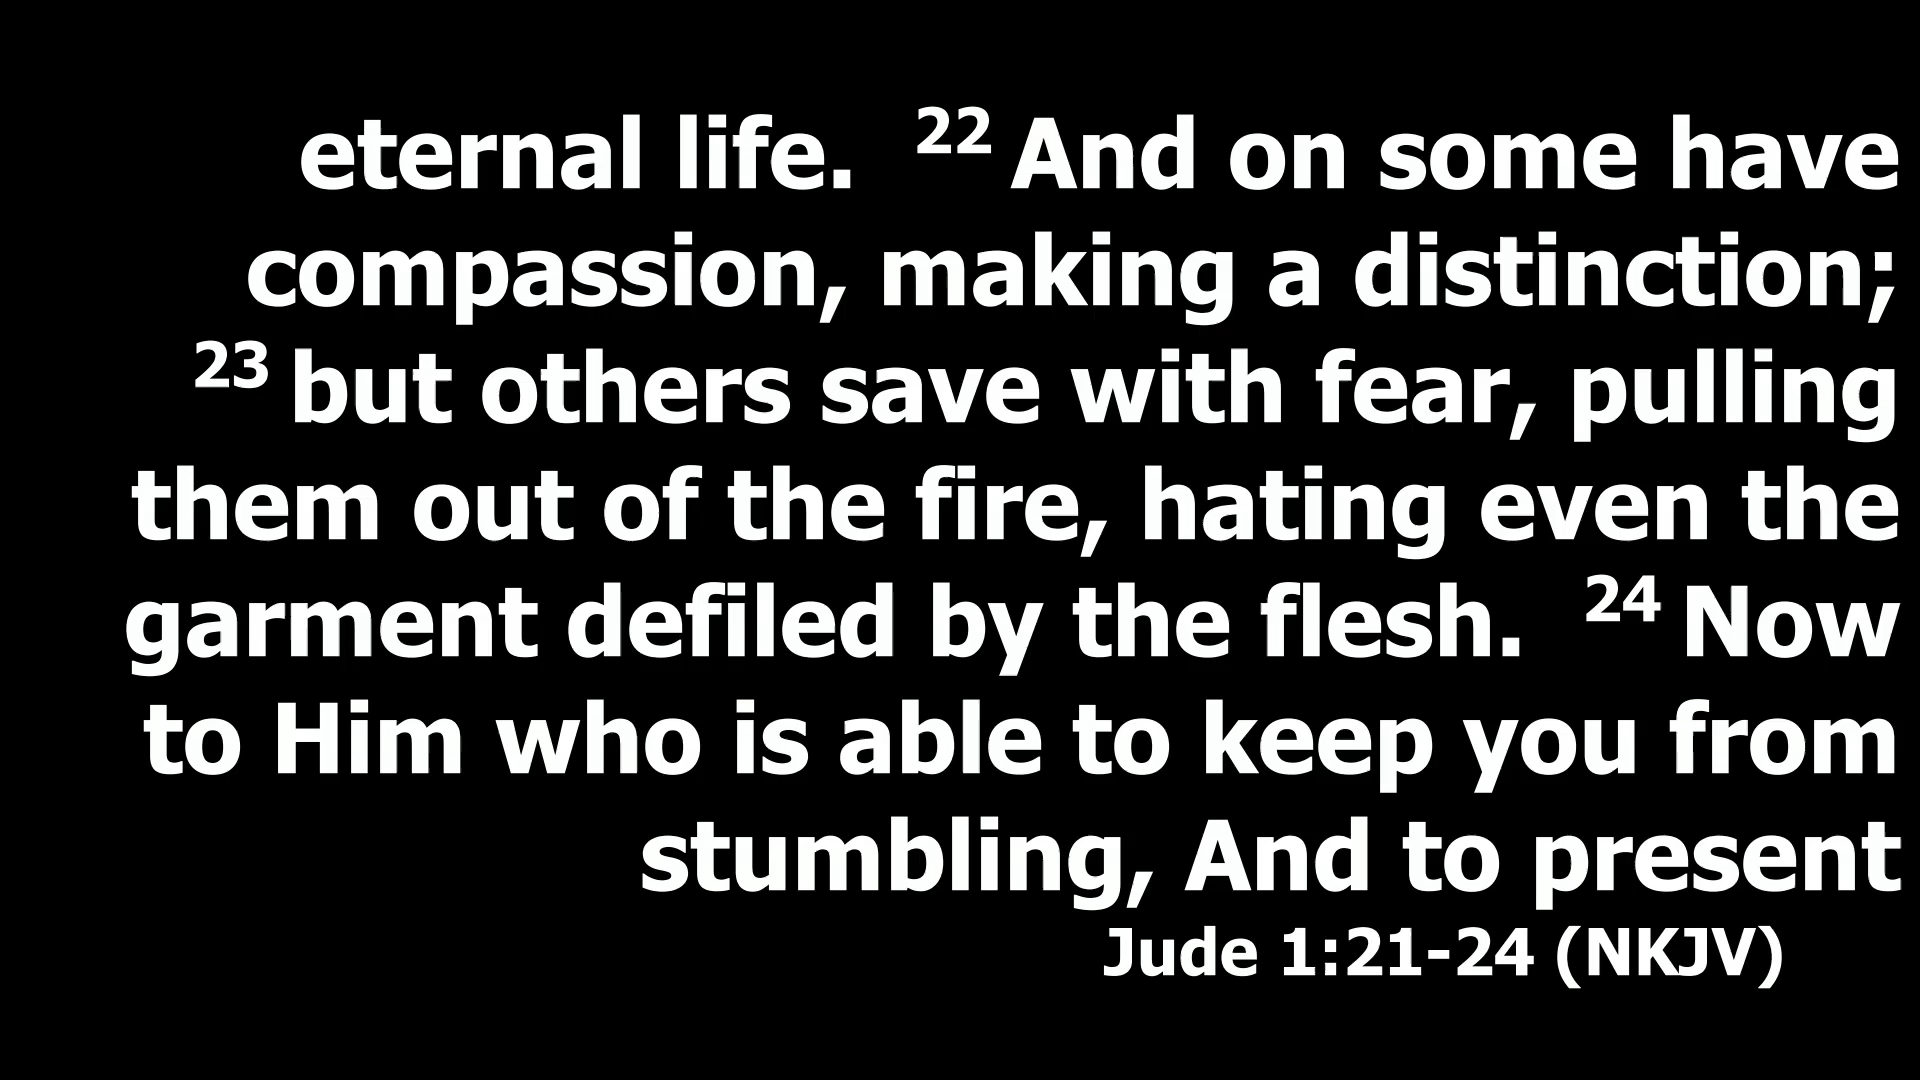 eternal life. 22 And on some have
compassion, making a distinction;
23 but others save with fear, pulling
them out of the fire, hating even the
garment defiled by the flesh. 24 Now
to Him who is able to keep you from
stumbling, And to present
Jude 1:21-24 (NKJV)